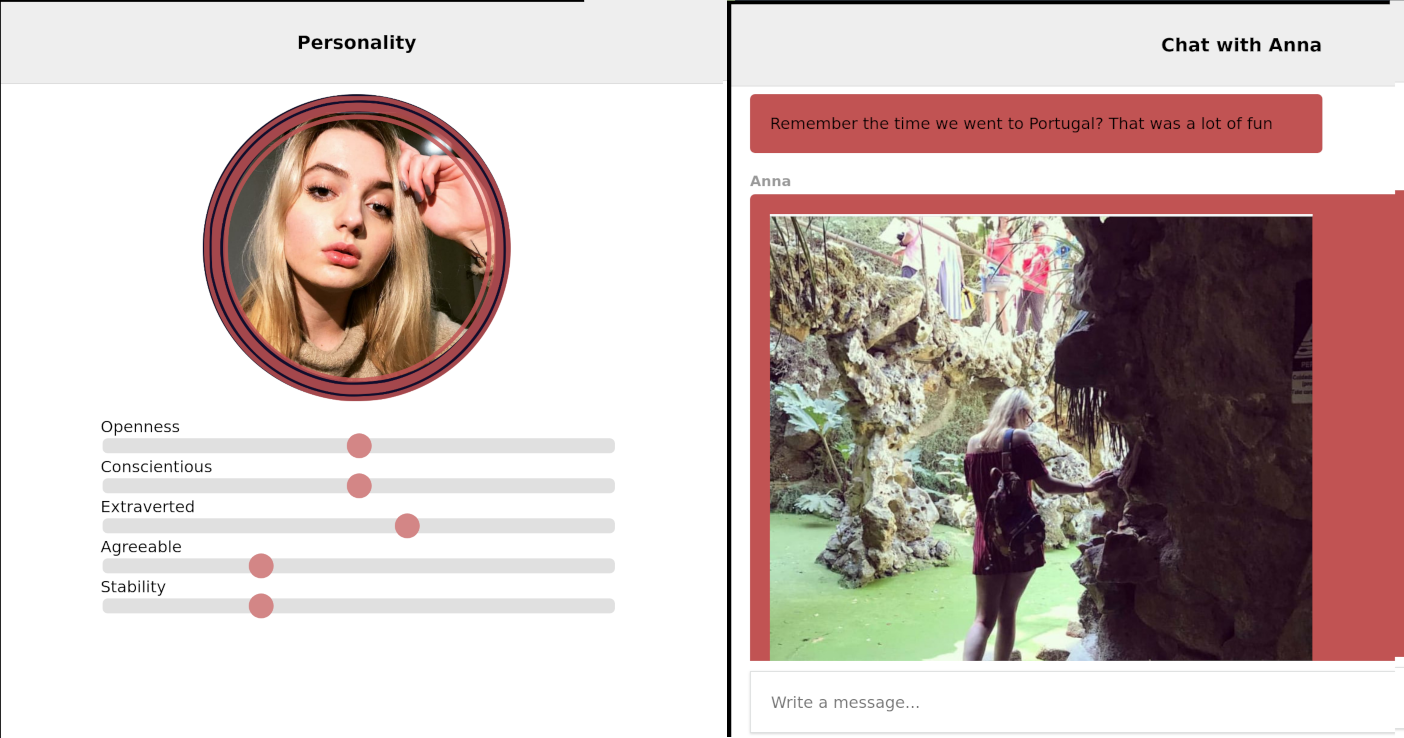 Personality
Openness
Conscientious
Extraverted
Agreeable
Stability
Chat with Anna
Remember the time we went to Portugal? That was a lot of fun
Anna
Write a message...